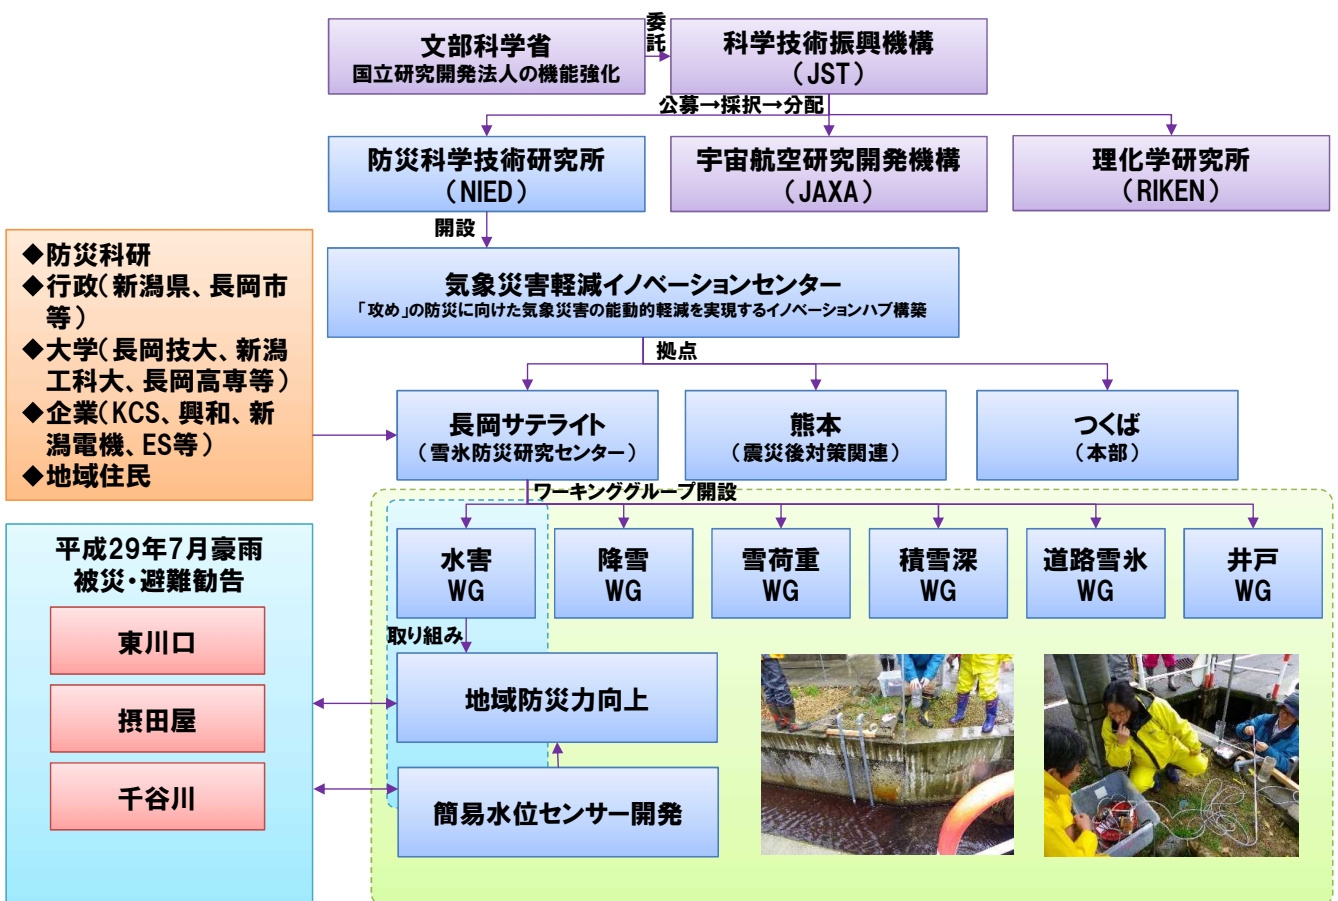 文部科学省
国立研究開発法人の機能強化
委託
科学技術振興機構
(JST)
公募→採択→分配
防災科学技術研究所
(NIED)
宇宙航空研究開発機構
(JAXA)
理化学研究所
(RIKEN)
開設
気象災害軽減イノベーションセンター
「攻め」の防災に向けた気象災害の能動的軽減を実現するイノベーションハブ構築
拠点
◆防災科研
◆行政(新潟県、長岡市
等)
◆大学(長岡技大、新潟
工科大、長岡高専等)
◆企業(KCS、興和、新
潟電機、ES等)
◆地域住民
長岡サテライト
(雪氷防災研究センター)
熊本
(震災後対策関連)
つくば
(本部)
ワーキンググループ開設
水害
WG
降雪
WG
雪荷重
WG
積雪深
WG
道路雪氷
WG
井戸
WG
取り組み
地域防災力向上
簡易水位センサー開発
平成29年7月豪雨
被災・避難勧告
東川口
摂田屋
千谷川